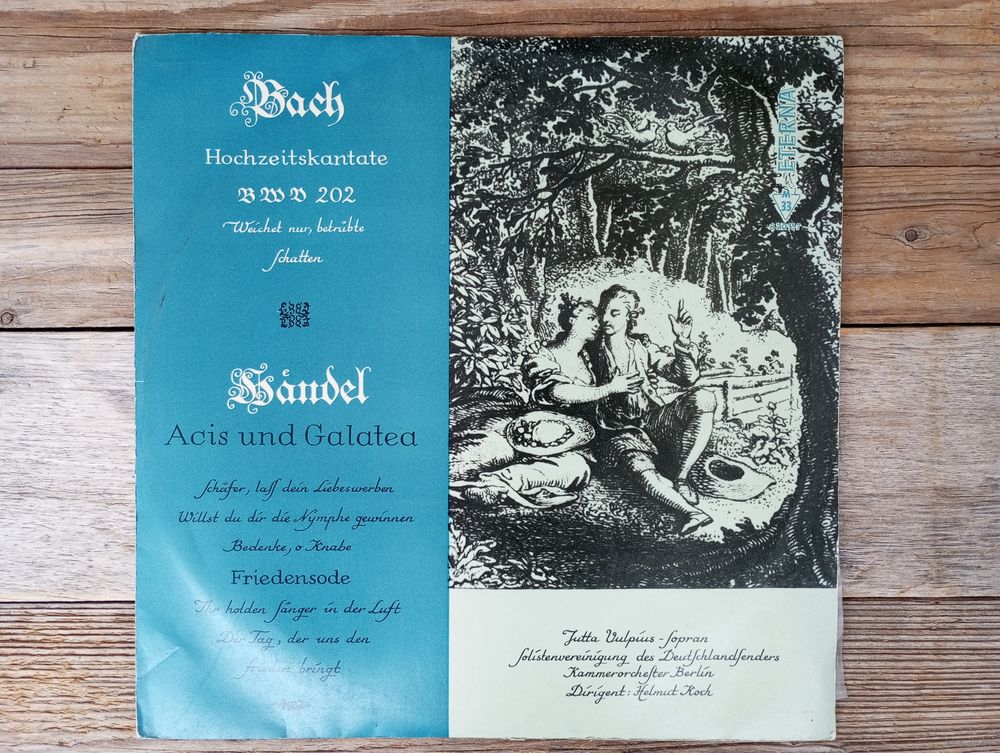 Bach
Hochzeitskantate
BWV 202
Weichet nur, betrübte
Schatten
Händel
Acis und Galatea
Schäfer, laſſ dein Liebeswerben
Willst du dir die Nymphe gewinnen
Bedenke, o Knabe
Friedensode
Ihr holden Sänger in der Luft
Der Tag, der uns den
Frieden bringt
ETERNA
M
33
Jutta Vulpius - Sopran
Soliſtenvereinigung des Deutſchlandſenders
Kammerorcheſter Berlin
Dirigent: Helmut Koch